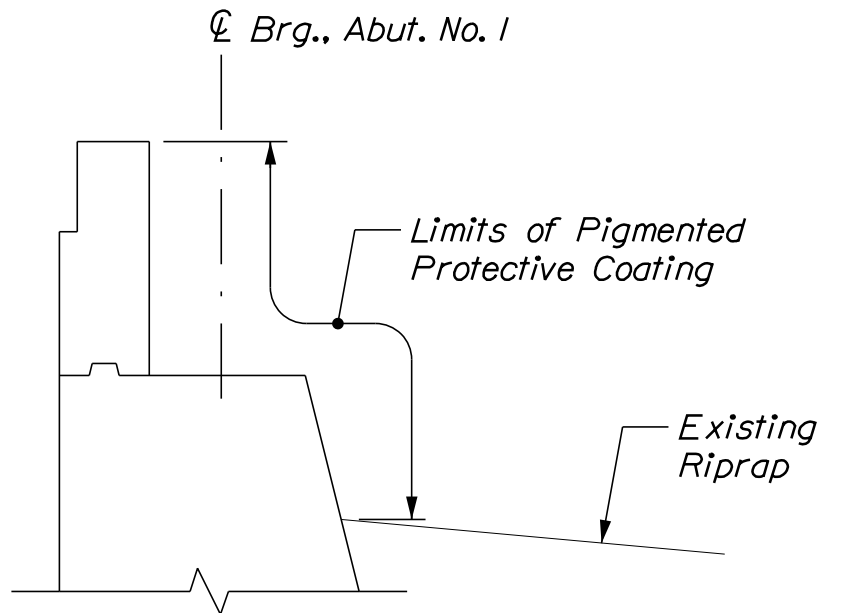 ℄ Brg., Abut. No. 1
Limits of Pigmented
Protective Coating
Existing
Riprap